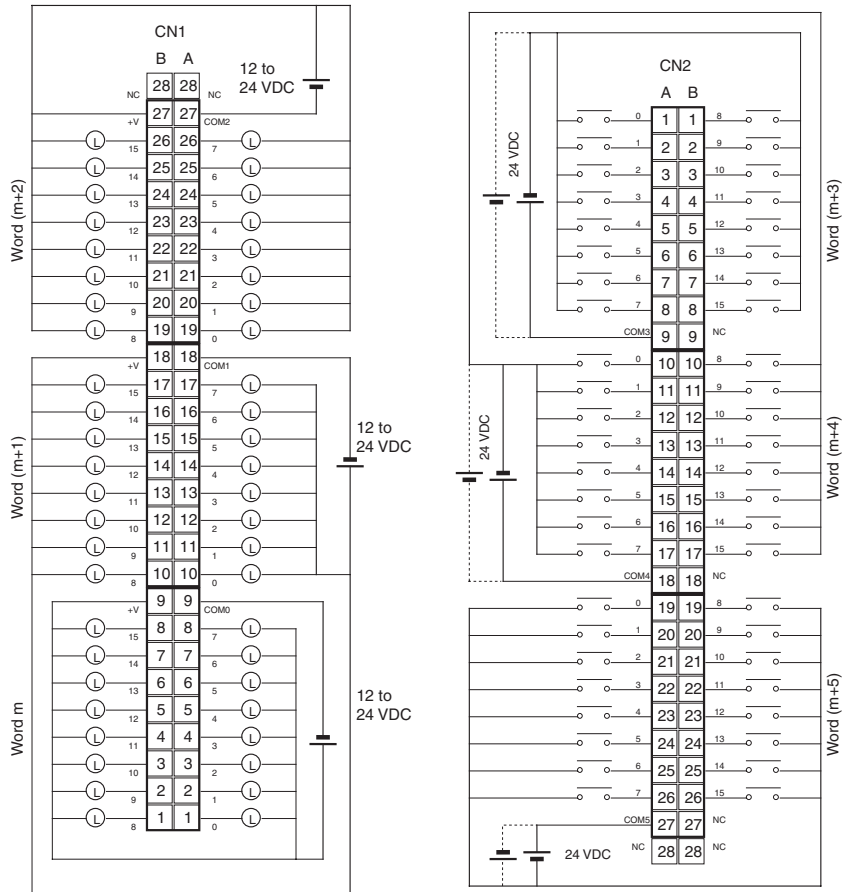 CN1
B A
12 to
24 VDC
NC 28 28 NC
+V 27 27 COM2
L 15 26 26 7 L
L 14 25 25 6 L
L 13 24 24 5 L
L 12 23 23 4 L
L 11 22 22 3 L
L 10 21 21 2 L
L 9 20 20 1 L
L 8 19 19 0 L
Word (m+2)
+V 18 18 COM1
L 15 17 17 7 L
L 14 16 16 6 L
L 13 15 15 5 L
L 12 14 14 4 L
L 11 13 13 3 L
L 10 12 12 2 L
L 9 11 11 1 L
L 8 10 10 0 L
Word (m+1)
12 to
24 VDC
+V 9 9 COM0
L 15 8 8 7 L
L 14 7 7 6 L
L 13 6 6 5 L
L 12 5 5 4 L
L 11 4 4 3 L
L 10 3 3 2 L
L 9 2 2 1 L
L 8 1 1 0 L
Word m
12 to
24 VDC
CN2
A B
0 1 1 8
1 2 2 9
2 3 3 10
3 4 4 11
4 5 5 12
5 6 6 13
6 7 7 14
7 8 8 15
COM3 9 9 NC
24 VDC
Word (m+3)
0 10 10 8
1 11 11 9
2 12 12 10
3 13 13 11
4 14 14 12
5 15 15 13
6 16 16 14
7 17 17 15
COM4 18 18 NC
24 VDC
Word (m+4)
0 19 19 8
1 20 20 9
2 21 21 10
3 22 22 11
4 23 23 12
5 24 24 13
6 25 25 14
7 26 26 15
COM5 27 27 NC
NC 28 28 NC
24 VDC
Word (m+5)